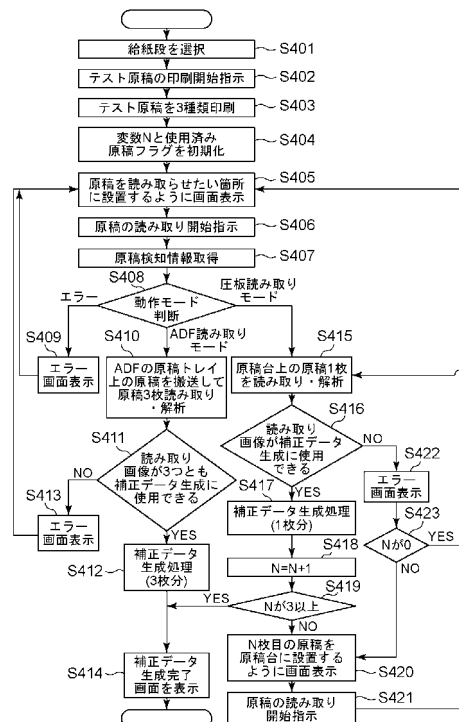 給紙段を選択
S401
テスト原稿の印刷開始指示
S402
テスト原稿を3種類印刷
S403
変数Nと使用済み
原稿フラグを初期化
S404
原稿を読み取らせたい箇所
に設置するように画面表示
S405
原稿の読み取り開始指示
S406
原稿検知情報取得
S407
S408
動作モード
判断
エラー
圧板読み取り
モード
ADF読み取り
モード
S409
エラー
画面表示
S410
ADFの原稿トレイ
上の原稿を搬送して
原稿3枚読み取り
・解析
S415
原稿台上の原稿1枚
を読み取り・解析
S411
読み取り
画像が3つとも
補正データ生成に
使用できる
NO
YES
S416
読み取り
画像が補正データ
生成に使用
できる
NO
YES
S422
エラー
画面表示
S413
エラー
画面表示
S417
補正データ生成処理
(1枚分)
S423
Nが0
YES
NO
S412
補正データ
生成処理
(3枚分)
S418
N=N+1
S419
Nが3以上
YES
NO
S414
補正データ
生成完了
画面を表示
N枚目の原稿を
原稿台に設置する
ように画面表示
S420
原稿の読み取り
開始指示
S421